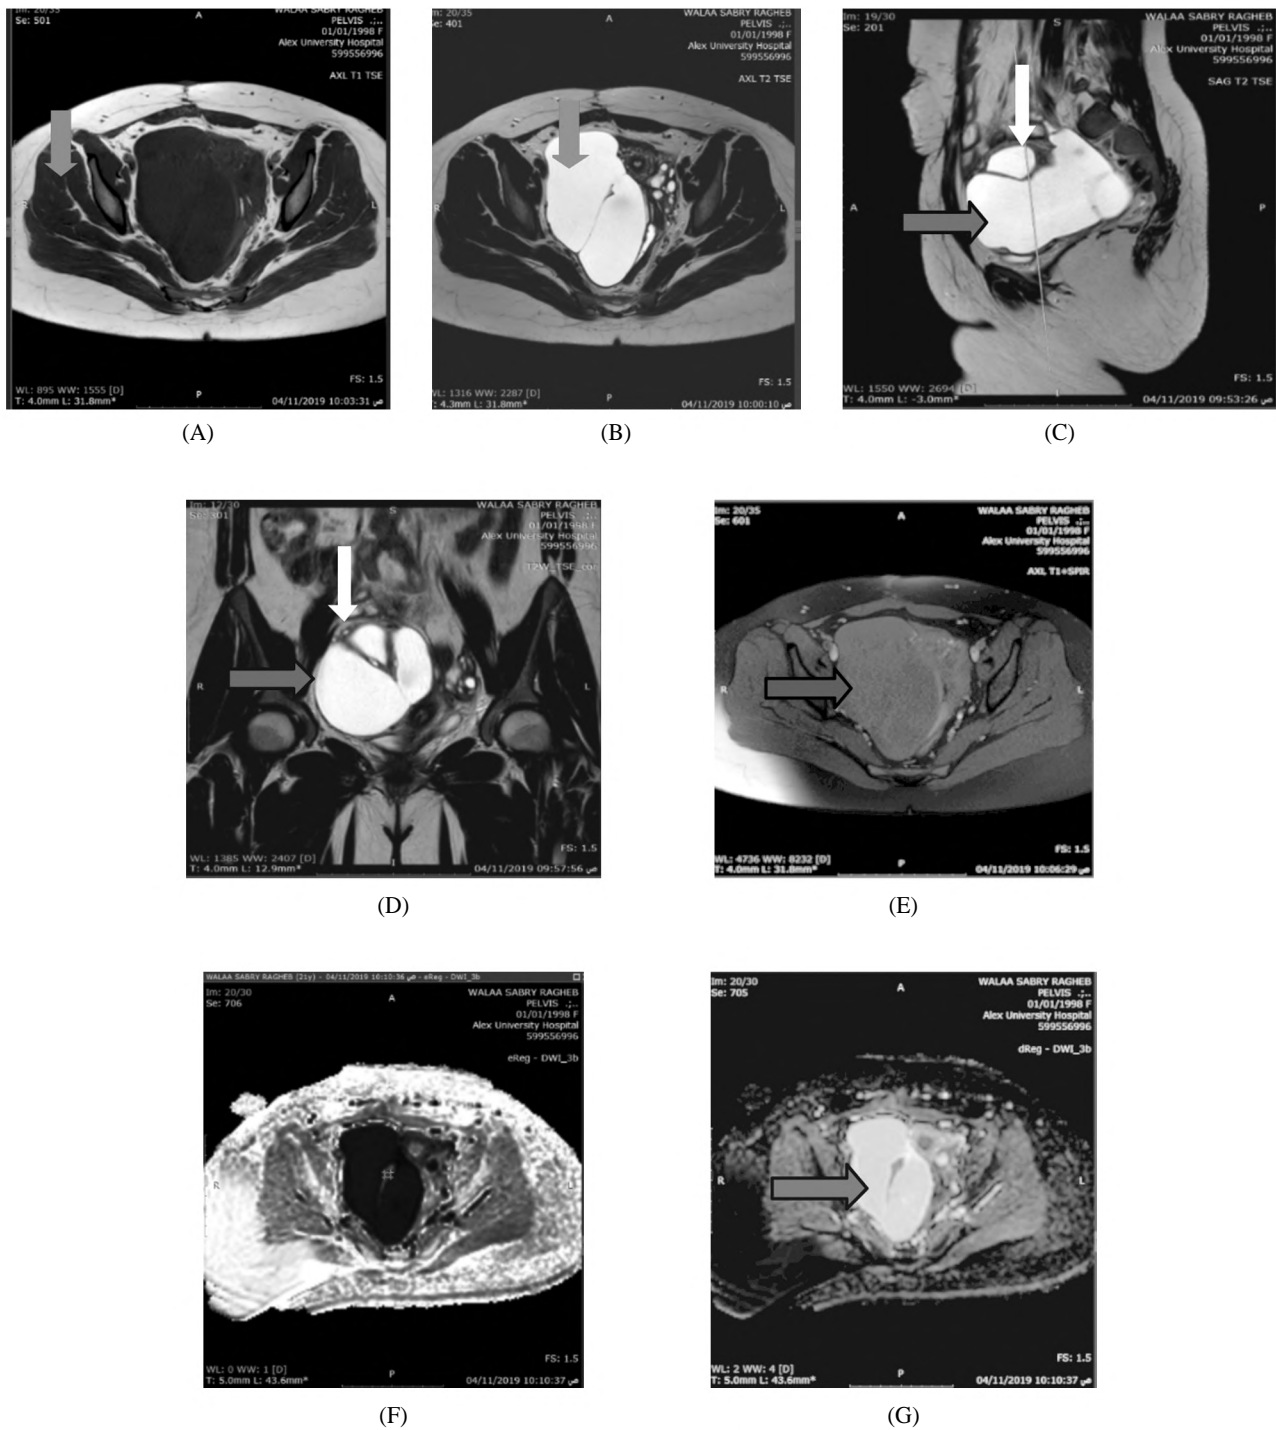 Im: 20/35
Se: 501
A
WALAA SABRY RAGHEB
PELVIS .;..
01/01/1998 F
Alex University Hospital
599556996
AXL T1 TSE
R
L
FS: 1.5
WL: 895 WW: 1555 [D]
T: 4.0mm L: 31.8mm*
P
04/11/2019 10:03:31 ص
(A)
Im: 20/35
Se: 401
A
WALAA SABRY RAGHEB
PELVIS .;..
01/01/1998 F
Alex University Hospital
599556996
AXL T2 TSE
R
L
FS: 1.5
WL: 1316 WW: 2287 [D]
: 4.3mm L: 31.8mm*
P
04/11/2019 10:00:10 ص
(B)
Im: 19/30
Se: 201
S
WALAA SABRY RAGHEB
PELVIS .;..
01/01/1998 F
Alex University Hospital
599556996
SAG T2 TSE
A
P
FS: 1.5
WL: 1550 WW: 2694 [D]
T: 4.0mm L: -3.0mm*
I
04/11/2019 09:53:26 ص
(C)
Im: 12/30
Se: 301
S
WALAA SABRY RAGHEB
PELVIS .;..
01/01/1998 F
Alex University Hospital
599556996
T2W_TSE_cor
R
L
FS: 1.5
WL: 1385 WW: 2407 [D]
T: 4.0mm L: 12.9mm*
I
04/11/2019 09:57:56 ص
(D)
Im: 20/35
Se: 601
A
WALAA SABRY RAGHEB
PELVIS .;..
01/01/1998 F
Alex University Hospital
599556996
AXL T1+SPIR
R
L
FS: 1.5
WL: 4736 WW: 8232 [D]
T: 4.0mm L: 31.8mm*
P
04/11/2019 10:06:29 ص
(E)
WALAA SABRY RAGHEB (21y) - 04/11/2019 10:10:36 ص - eReg - DWI_3b
Im: 20/30
Se: 706
A
WALAA SABRY RAGHEB
PELVIS .;..
01/01/1998 F
Alex University Hospital
599556996
eReg - DWI_3b
R
L
FS: 1.5
WL: 0 WW: 1 [D]
T: 5.0mm L: 43.6mm*
P
04/11/2019 10:10:37 ص
(F)
Im: 20/30
Se: 705
A
WALAA SABRY RAGHEB
PELVIS .;..
01/01/1998 F
Alex University Hospital
599556996
dReg - DWI_3b
R
L
FS: 1.5
WL: 2 WW: 4 [D]
T: 5.0mm L: 43.6mm*
P
04/11/2019 10:10:37 ص
(G)